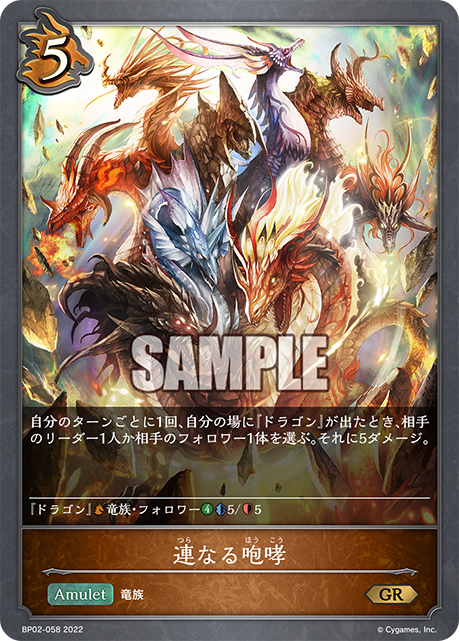 5
SAMPLE
自分のターンごとに1回、自分の場に『ドラゴン』が出たとき、相手
のリーダー1人か相手のフォロワー1体を選ぶ。それに5ダメージ。
『ドラゴン』竜族・フォロワー4 5/5
つら ほう こう
連なる咆哮
Amulet 竜族 GR
BP02-058 2022 © Cygames, Inc.